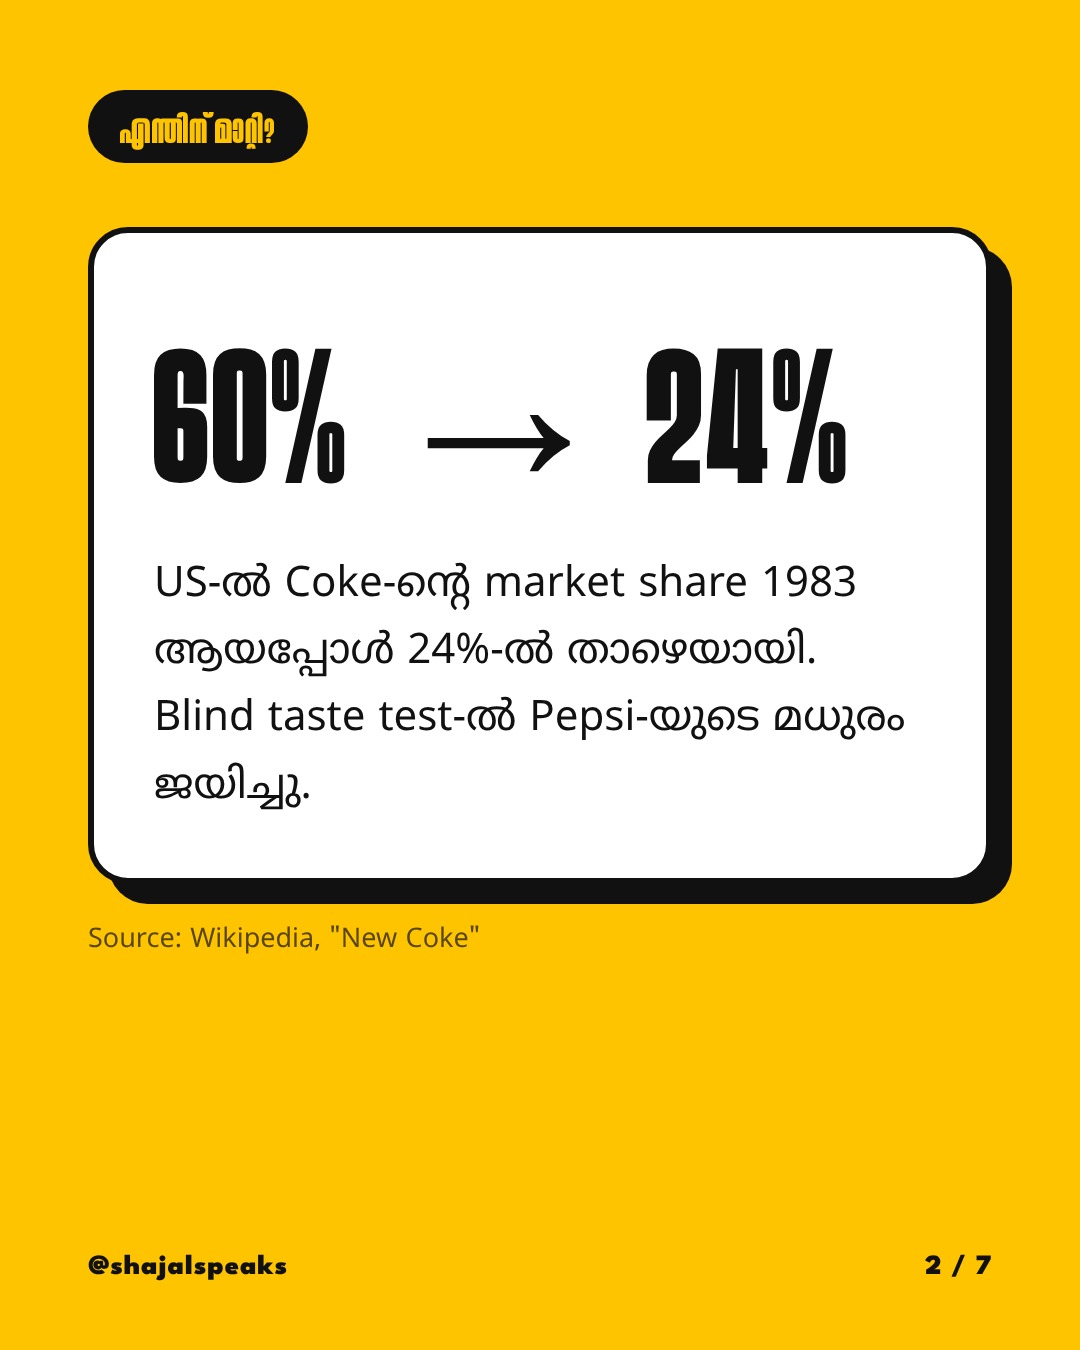 എന്തിന് മാറ്റി?
60% → 24%
US-ൽ Coke-ന്റെ market share 1983
ആയപ്പോൾ 24%-ൽ താഴെയായി.
Blind taste test-ൽ Pepsi-യുടെ മധുരം
ജയിച്ചു.
Source: Wikipedia, "New Coke"
@shajalspeaks
2 / 7